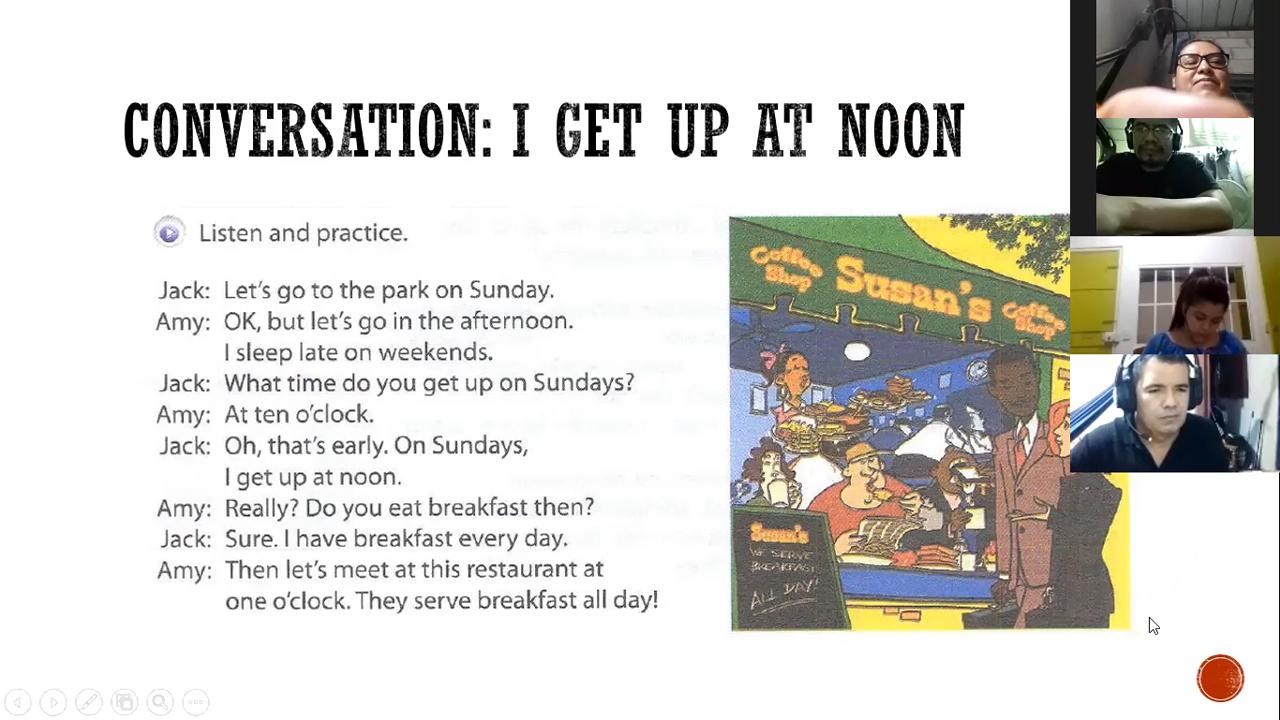 CONVERSATION: I GET UP AT NOON
Listen and practice.
Jack: Let's go to the park on Sunday.
Amy: OK, but let's go in the afternoon.
I sleep late on weekends.
Jack: What time do you get up on Sundays?
Amy: At ten o'clock.
Jack: Oh, that's early. On Sundays,
I get up at noon.
Amy: Really? Do you eat breakfast then?
Jack: Sure. I have breakfast every day.
Amy: Then let's meet at this restaurant at
one o'clock. They serve breakfast all day!
Coffee Shop Susan's Coffee Shop
Susan's
WE SERVE
BREAKFAST
ALL DAY!